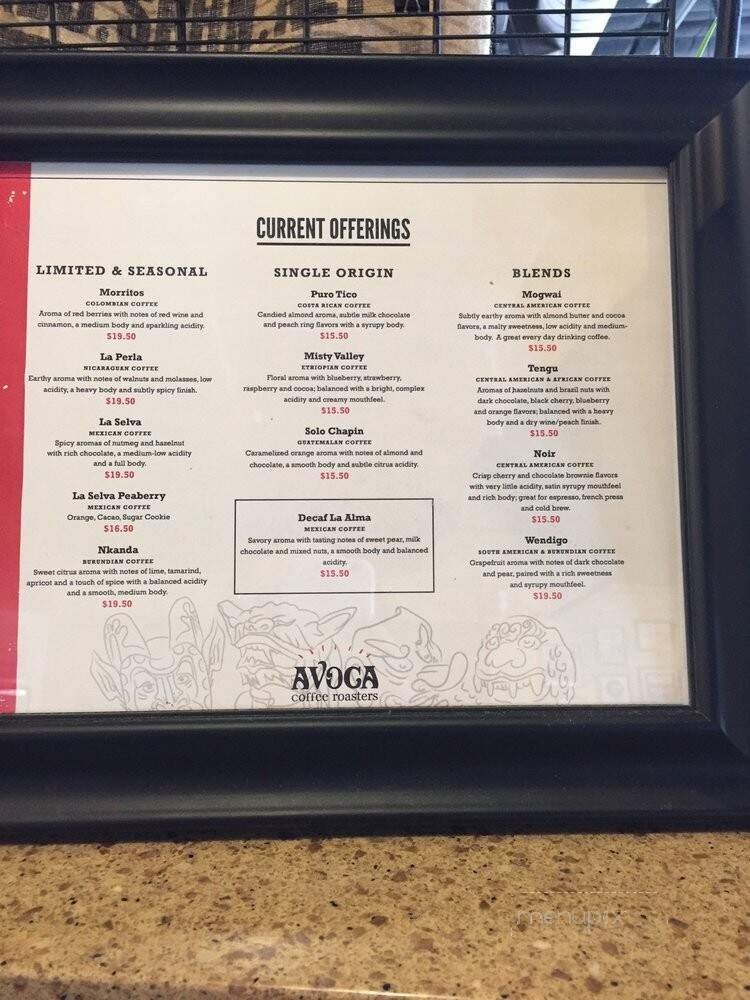 CURRENT OFFERINGS
LIMITED & SEASONAL
Morritos
COLOMBIAN COFFEE
Aroma of red berries with notes of red wine and
cinnamon, a medium body and sparkling acidity.
$19.50
La Perla
NICARAGUAN COFFEE
Earthy aroma with notes of walnuts and molasses, low
acidity, a heavy body and subtly spicy finish.
$19.50
La Selva
MEXICAN COFFEE
Spicy aromas of nutmeg and hazelnut
with rich chocolate, a medium-low acidity
and a full body.
$19.50
La Selva Peaberry
MEXICAN COFFEE
Orange, Cacao, Sugar Cookie
$16.50
Nkanda
BURUNDIAN COFFEE
Sweet citrus aroma with notes of lime, tamarind,
apricot and a touch of spice with a balanced acidity
and a smooth, medium body.
$19.50
SINGLE ORIGIN
Puro Tico
COSTA RICAN COFFEE
Candied almond aroma, subtle milk chocolate
and peach ring flavors with a syrupy body.
$15.50
Misty Valley
ETHIOPIAN COFFEE
Floral aroma with blueberry, strawberry,
raspberry and cocoa; balanced with a bright, complex
acidity and creamy mouthfeel.
$15.50
Solo Chapin
GUATEMALAN COFFEE
Caramelized orange aroma with notes of almond and
chocolate, a smooth body and subtle citrus acidity.
$15.50
Decaf La Alma
MEXICAN COFFEE
Savory aroma with tasting notes of sweet pear, milk
chocolate and mixed nuts, a smooth body and balanced
acidity.
$15.50
BLENDS
Mogwai
CENTRAL AMERICAN COFFEE
Subtly earthy aroma with almond butter and cocoa
flavors, a malty sweetness, low acidity and medium-
body. A great every day drinking coffee.
$15.50
Tengu
CENTRAL AMERICAN & AFRICAN COFFEE
Aromas of hazelnuts and brazil nuts with
dark chocolate, black cherry, blueberry
and orange flavors; balanced with a heavy
body and a dry wine/peach finish.
$15.50
Noir
CENTRAL AMERICAN COFFEE
Crisp cherry and chocolate brownie flavors
with very little acidity, satin syrupy mouthfeel
and rich body; great for espresso, french press
and cold brew.
$15.50
Wendigo
SOUTH AMERICAN & BURUNDIAN COFFEE
Grapefruit aroma with notes of dark chocolate
and pear, paired with a rich sweetness
and syrupy mouthfeel.
$19.50
AVOCA
coffee roasters
menupix